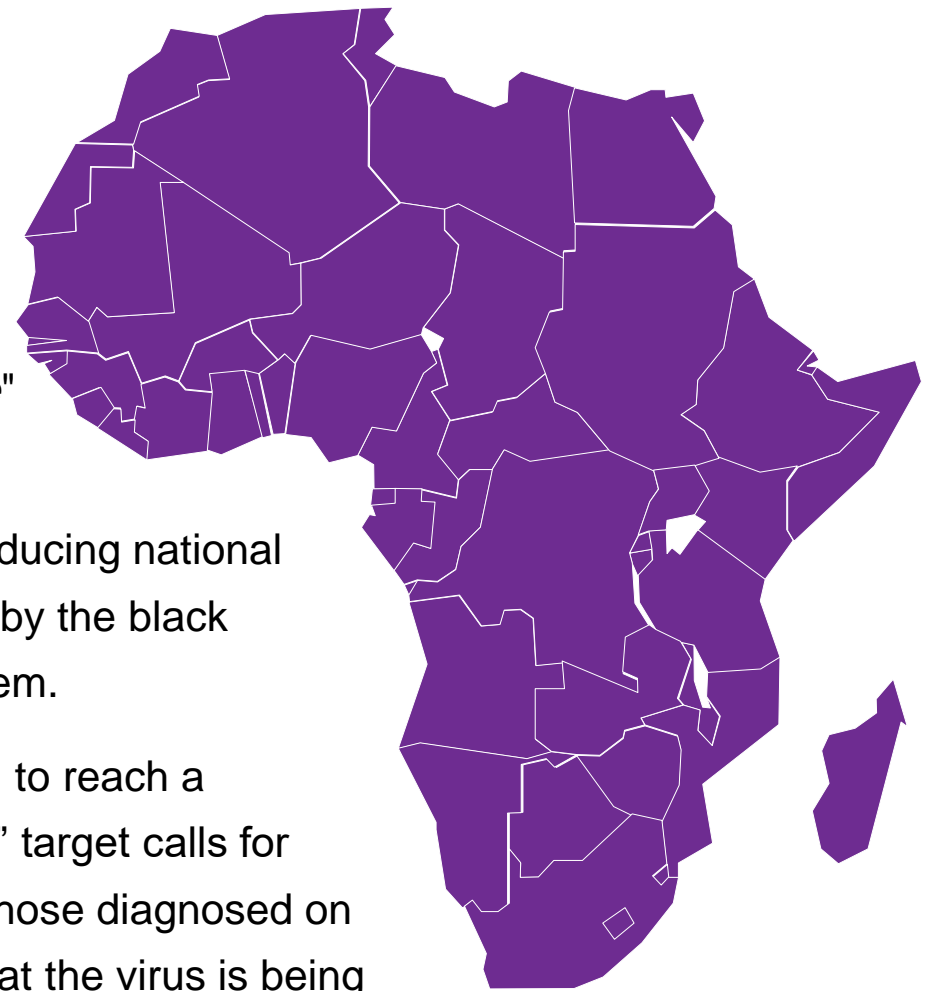 "
ducing national
by the black
em.
to reach a
” target calls for
hose diagnosed on
at the virus is being